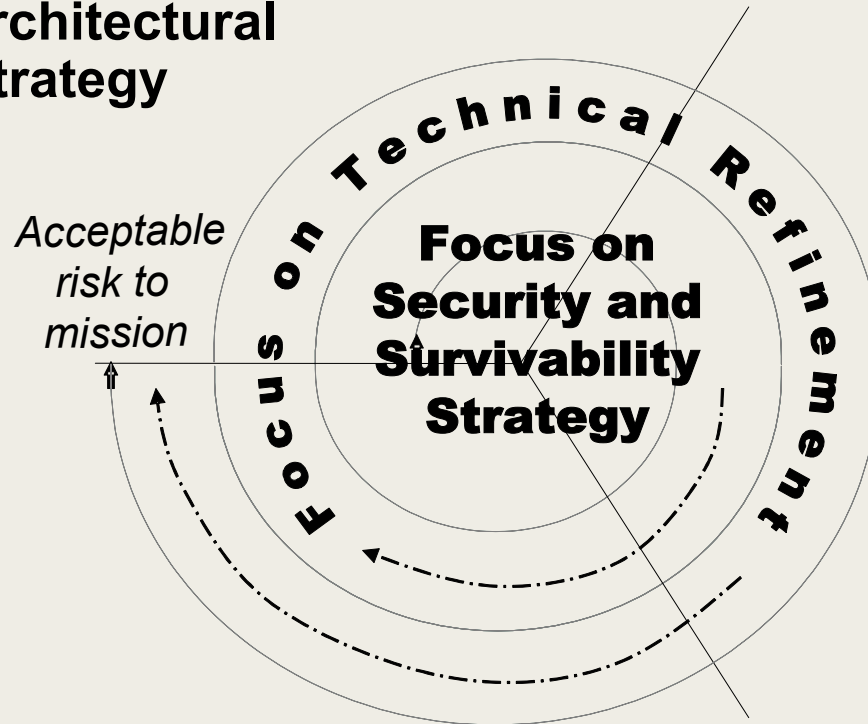 rchitectural
trategy
Focus on Technical Refinement
Acceptable
risk to
mission
Focus on
Security and
Survivability
Strategy